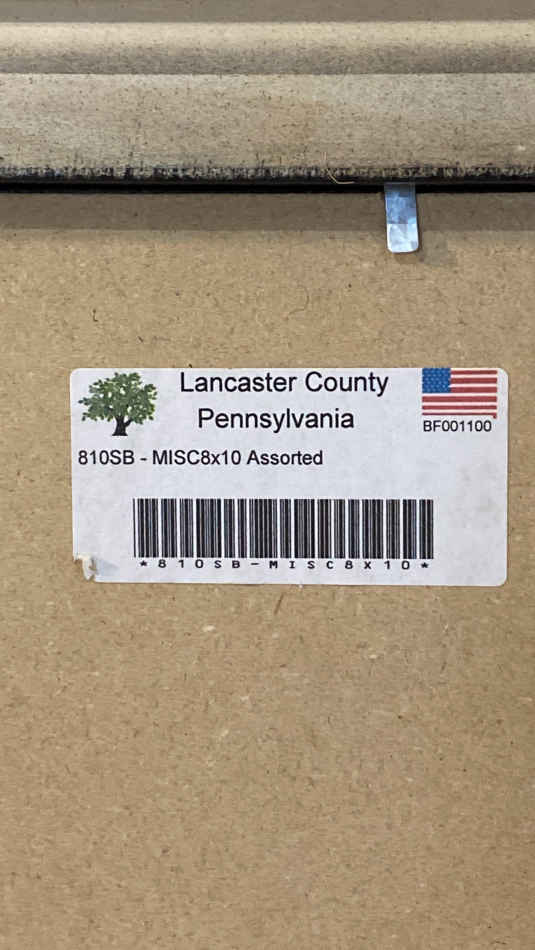 Lancaster County
Pennsylvania
BF001100
810SB - MISC8x10 Assorted
*810SB-MISC8X10*